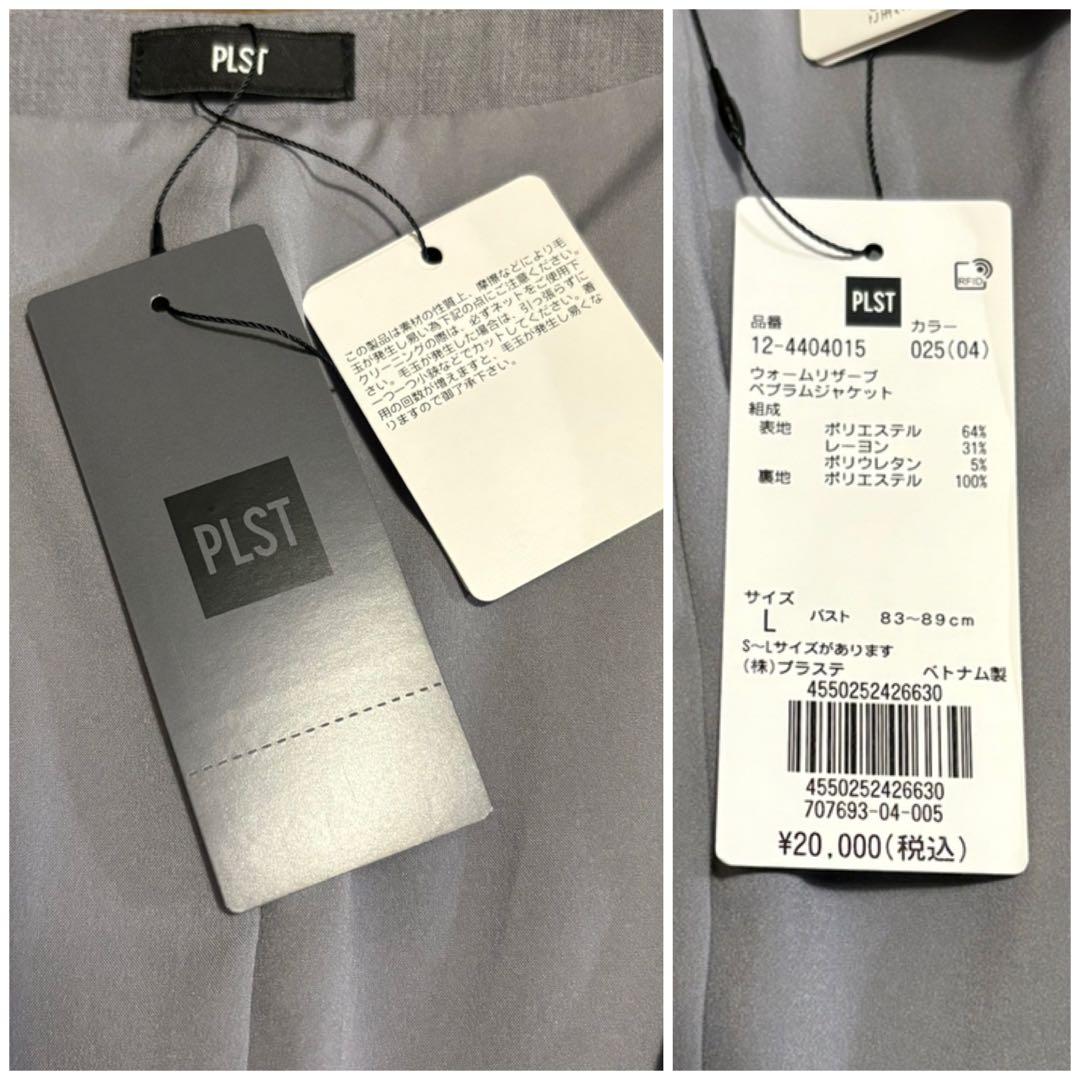 PLST
この製品は素材の性質上、摩擦などにより毛
玉が発生し易い為下記の点にご注意ください。
クリーニングの際は、必ずネットをご使用下
さい。毛玉が発生した場合は、引っ張らずに
一つ一つ小鋏などでカットしてください。着
用の回数が増えますと、毛玉が発生し易くな
りますので御了承下さい。
PLST
PLST
RFID
品番
カラー
12-4404015
025(04)
ウォームリザーブ
ペプラムジャケット
組成
表地 ポリエステル 64%
レーヨン 31%
ポリウレタン 5%
裏地 ポリエステル 100%
サイズ
L バスト 83〜89cm
S〜Lサイズがあります
(株)プラステ ベトナム製
4550252426630
4550252426630
707693-04-005
¥20,000(税込)